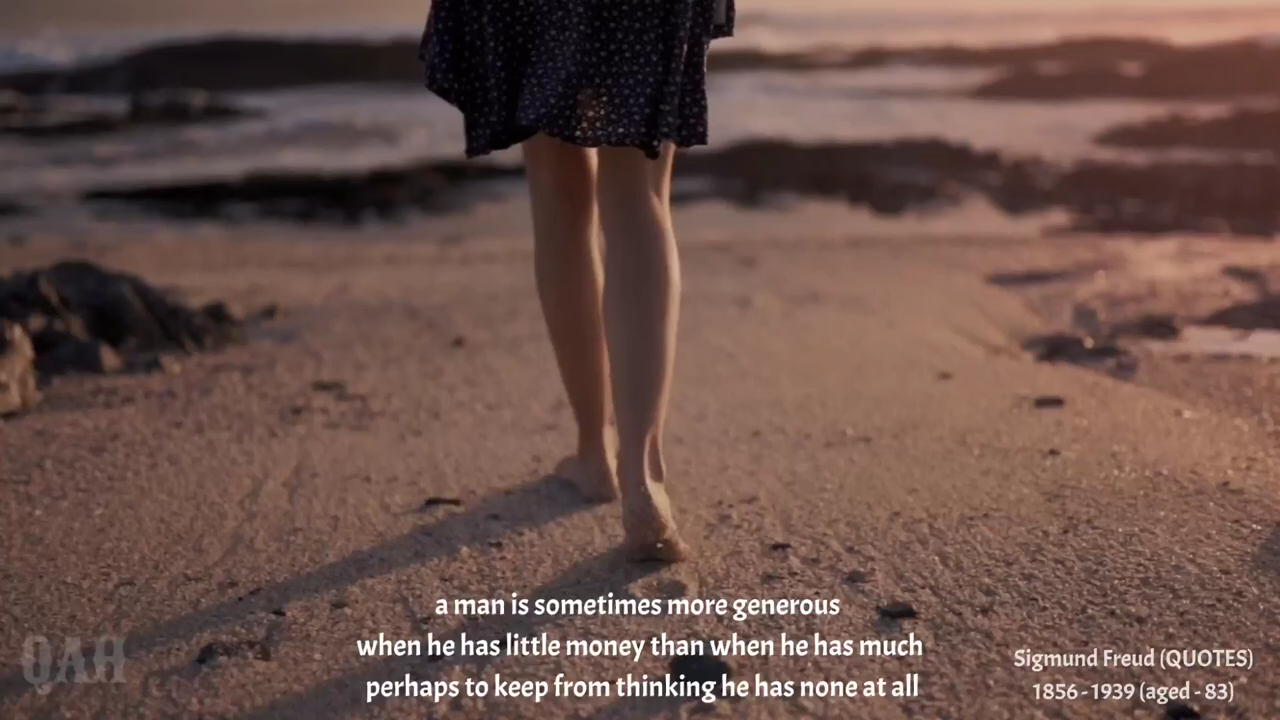 a man is sometimes more generous
when he has little money than when he has much
perhaps to keep from thinking he has none at all
Sigmund Freud (QUOTES)
1856 - 1939 (aged - 83)
QAH